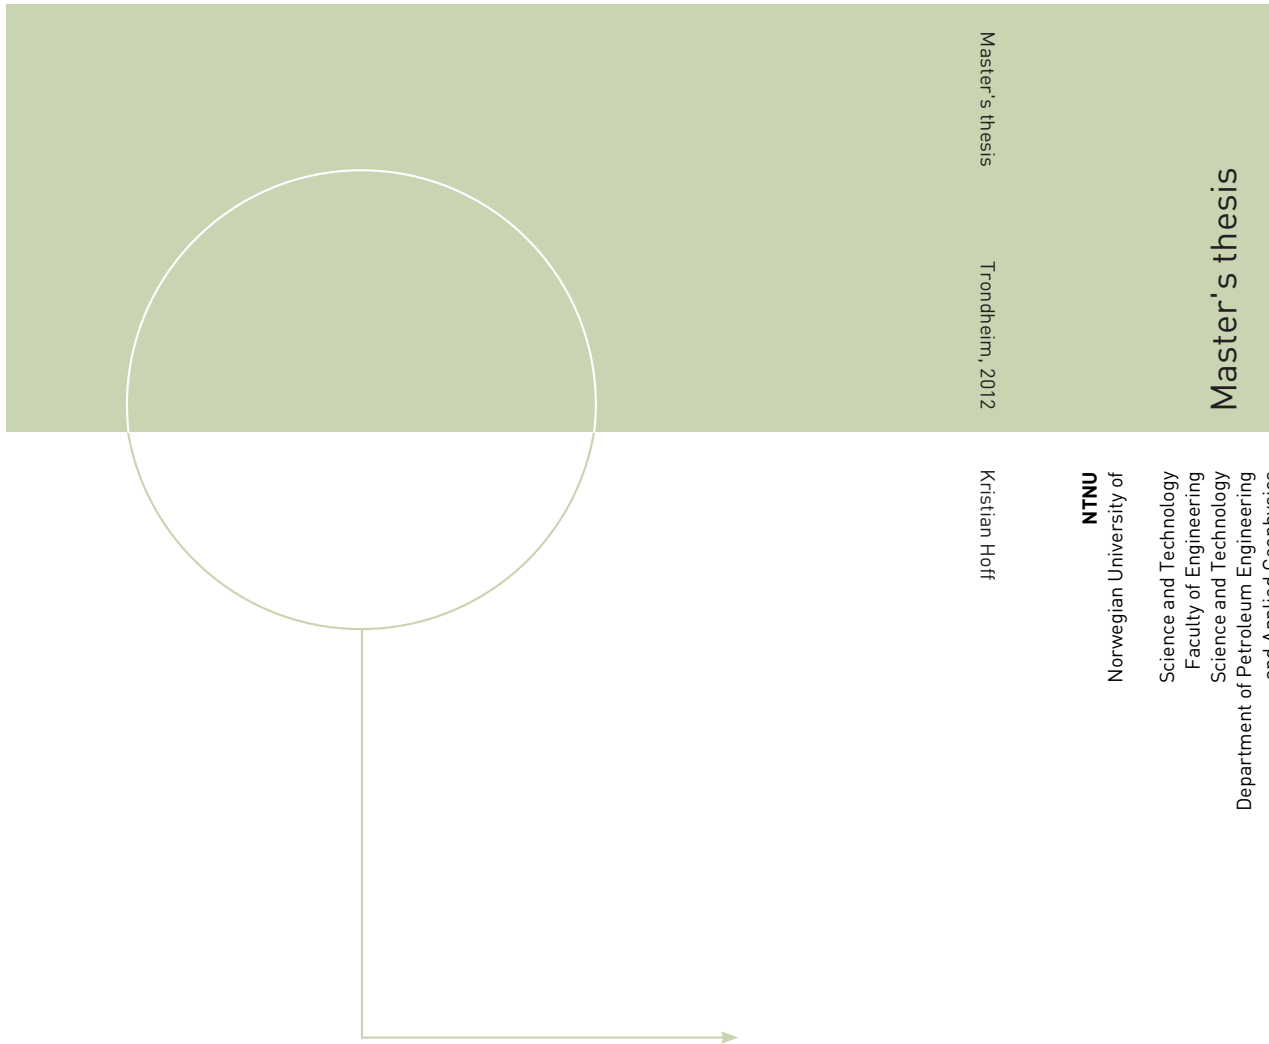 Master's thesis
Trondheim, 2012
Kristian Hoff
Master's thesis
NTNU
Norwegian University of
Science and Technology
Faculty of Engineering
Science and Technology
Department of Petroleum Engineering